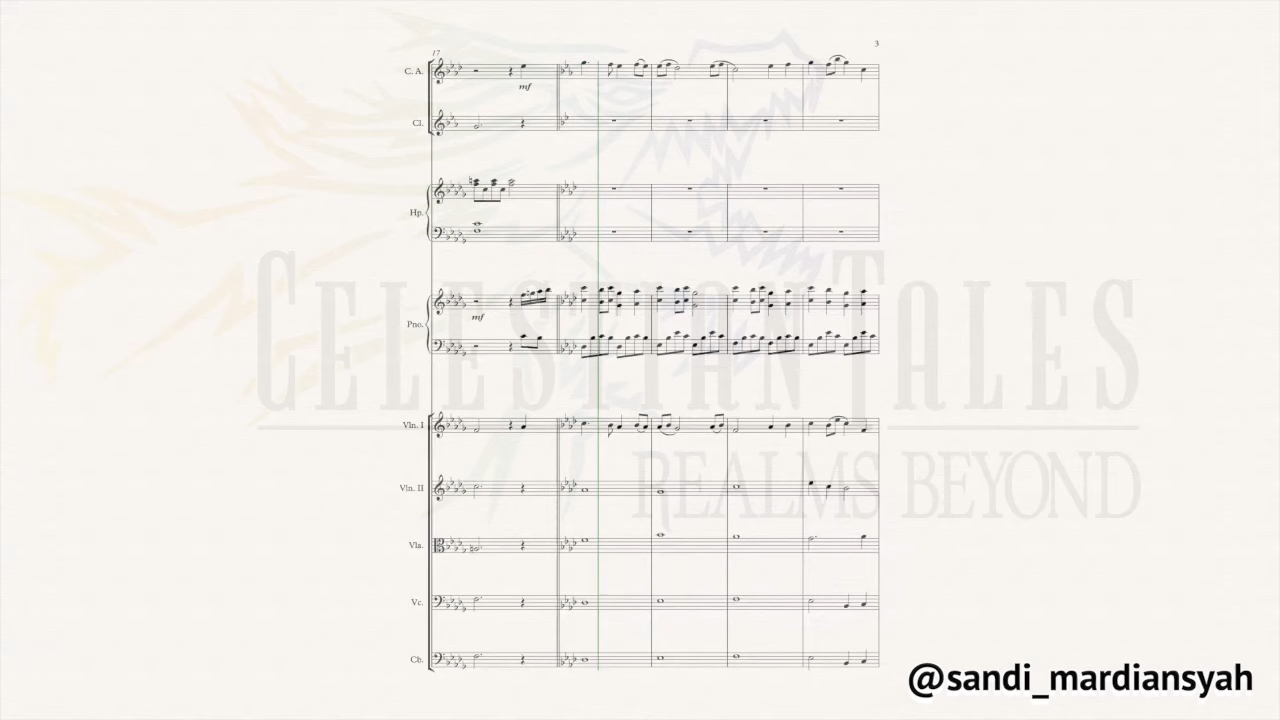 17
3
C. A.
mf
Cl.
Hp.
mf
Pno.
CELESTIAN TALES
Vln. I
REALMS BEYOND
Vln. II
Vla.
Vc.
Cb.
@sandi_mardiansyah